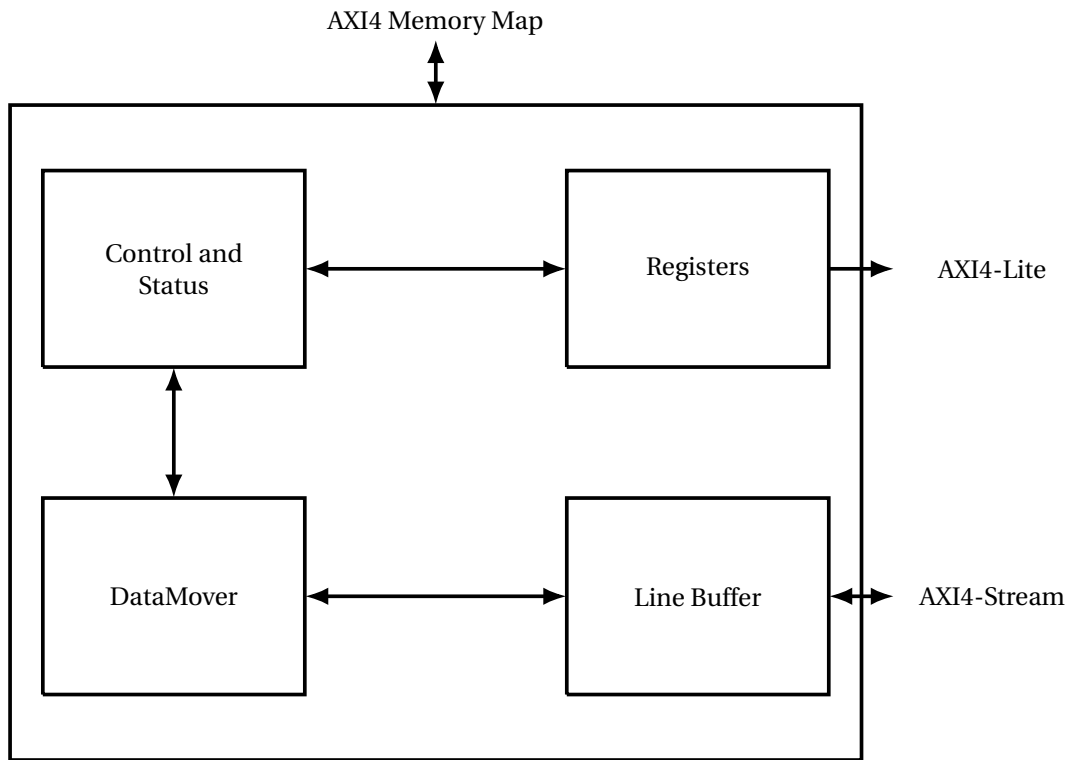 AXI4 Memory Map
Control and
Status
Registers
AXI4-Lite
DataMover
Line Buffer
AXI4-Stream